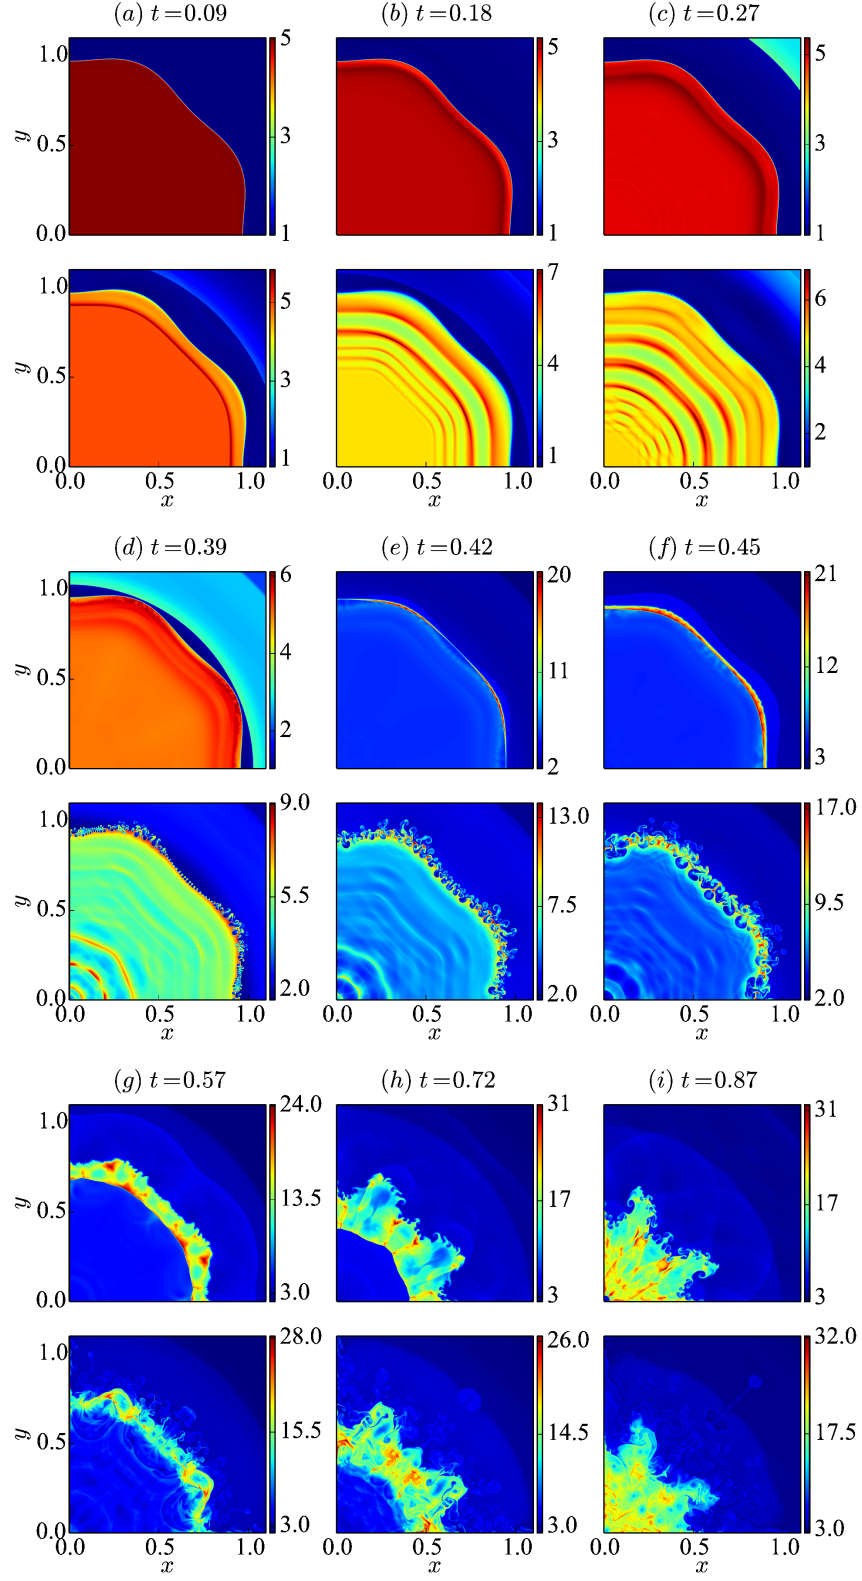 (a) t=0.09 (b) t=0.18 (c) t=0.27
1.0 5 5 5
y 0.5 3 3 3
0.0 1 1 1
1.0 5 7 6
y 0.5 3 4 4
0.0 1 1 2
0.0 0.5 1.0 0.0 0.5 1.0 0.0 0.5 1.0
x x x
(d) t=0.39 (e) t=0.42 (f) t=0.45
1.0 6 20 21
y 0.5 4 11 12
0.0 2 2 3
1.0 9.0 13.0 17.0
y 0.5 5.5 7.5 9.5
0.0 2.0 2.0 2.0
0.0 0.5 1.0 0.0 0.5 1.0 0.0 0.5 1.0
x x x
(g) t=0.57 (h) t=0.72 (i) t=0.87
1.0 24.0 31 31
y 0.5 13.5 17 17
0.0 3.0 3 3
1.0 28.0 26.0 32.0
y 0.5 15.5 14.5 17.5
0.0 3.0 3.0 3.0
0.0 0.5 1.0 0.0 0.5 1.0 0.0 0.5 1.0
x x x